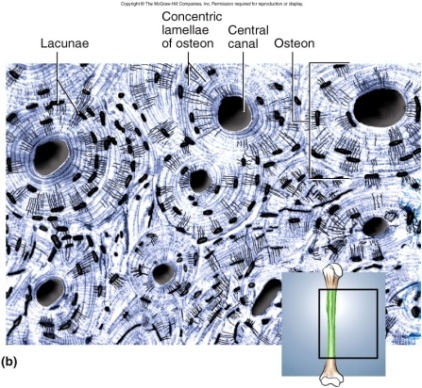 Copyright © The McGraw-Hill Companies, Inc. Permission required for reproduction or display.
Lacunae
Concentric
lamellae
of osteon
Central
canal
Osteon
(b)